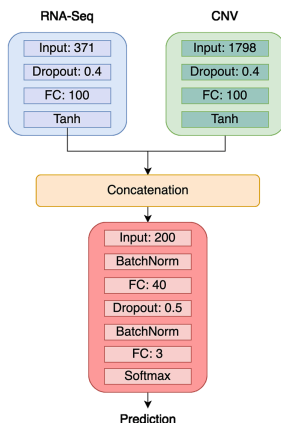 RNA-Seq
Input: 371
Dropout: 0.4
FC: 100
Tanh
CNV
Input: 1798
Dropout: 0.4
FC: 100
Tanh
Concatenation
Input: 200
BatchNorm
FC: 40
Dropout: 0.5
BatchNorm
FC: 3
Softmax
Prediction